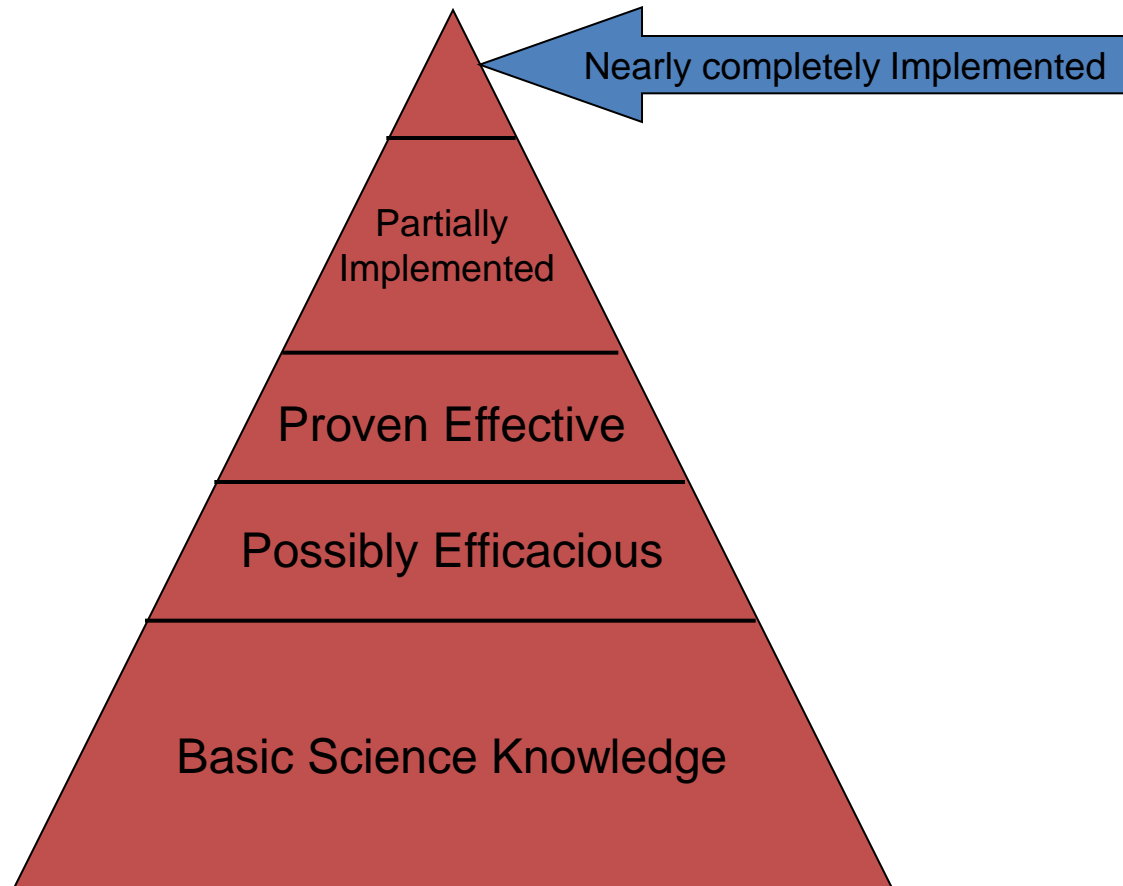 Nearly completely Implemented
Partially
Implemented
Proven Effective
Possibly Efficacious
Basic Science Knowledge